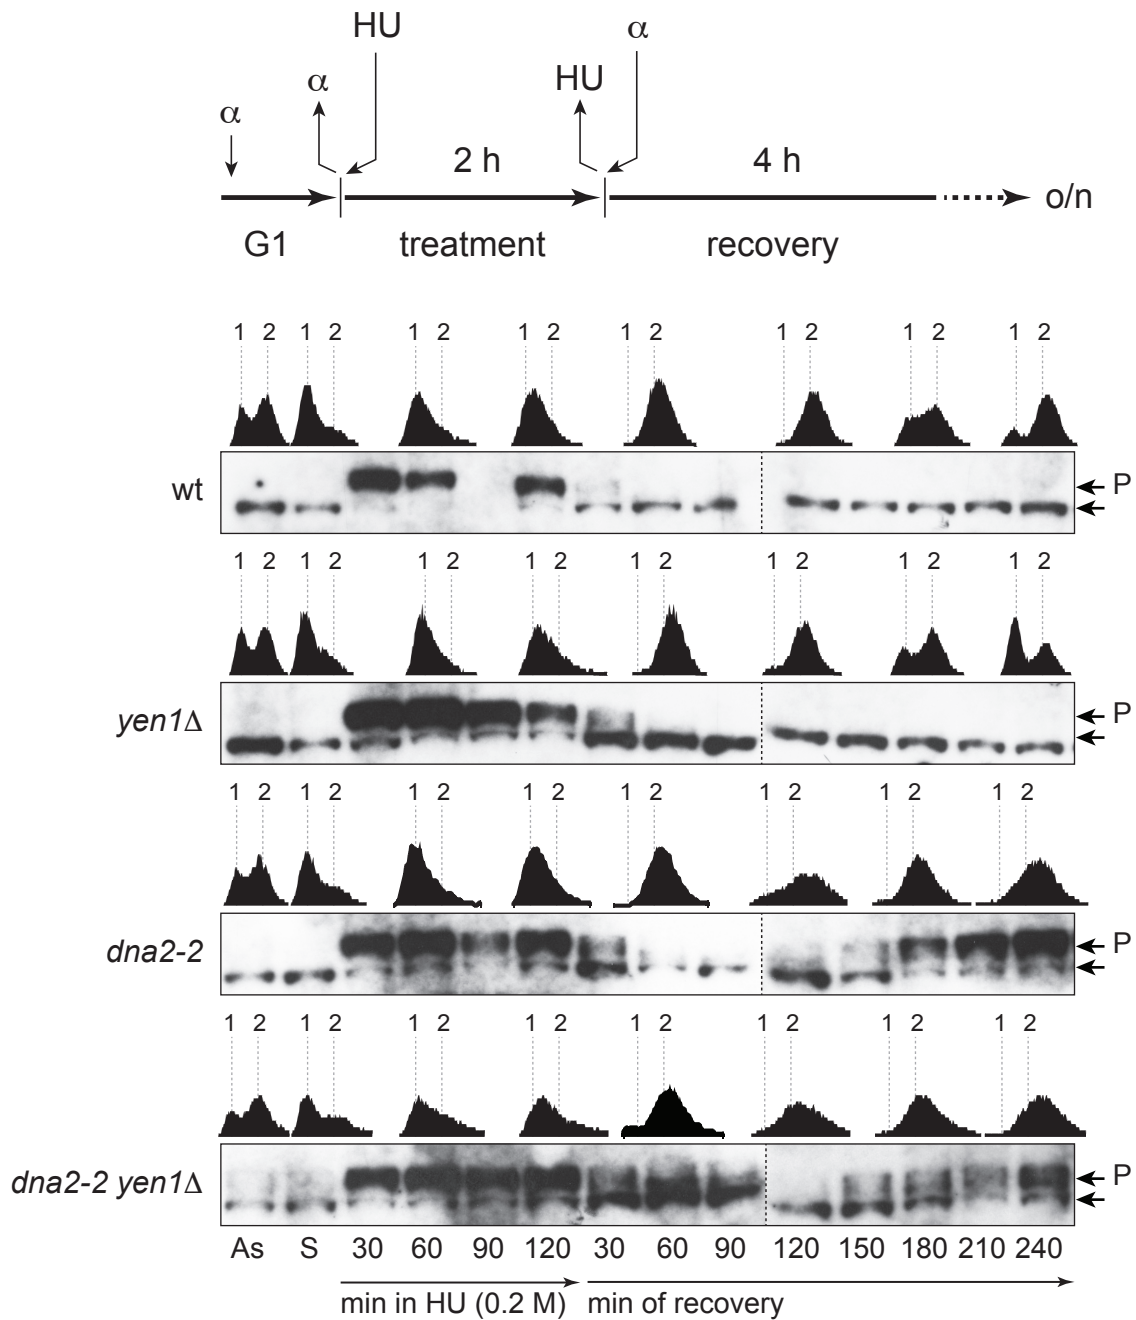 HU
α
α
HU
α
2 h
4 h
o/n
G1
treatment
recovery
1 2 1 2 1 2 1 2 1 2 1 2 1 2 1 2
wt
P
1 2 1 2 1 2 1 2 1 2 1 2 1 2 1 2
yen1Δ
P
1 2 1 2 1 2 1 2 1 2 1 2 1 2 1 2
dna2-2
P
1 2 1 2 1 2 1 2 1 2 1 2 1 2 1 2
dna2-2 yen1Δ
P
As S 30 60 90 120 30 60 90 120 150 180 210 240
min in HU (0.2 M) min of recovery